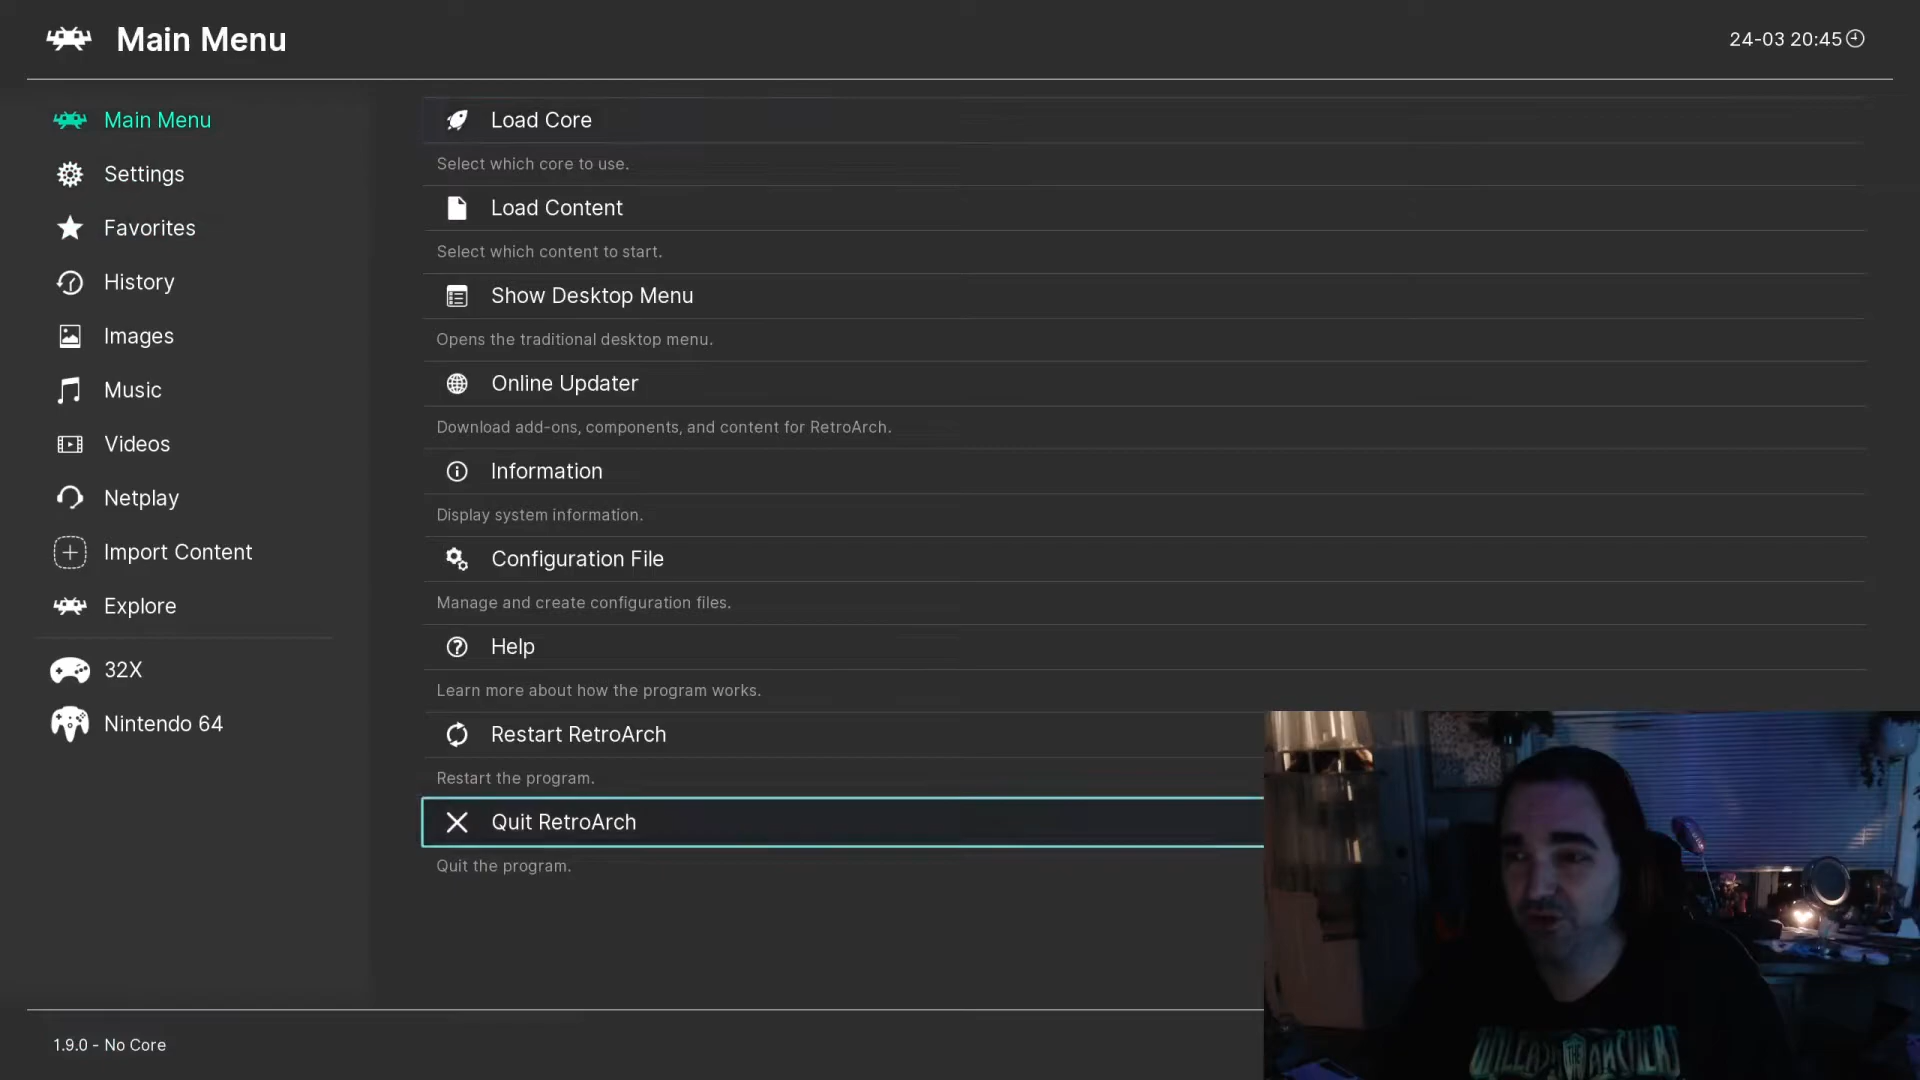 Main Menu
24-03 20:45
Main Menu
Settings
Favorites
History
Images
Music
Videos
Netplay
Import Content
Explore
32X
Nintendo 64
Load Core
Select which core to use.
Load Content
Select which content to start.
Show Desktop Menu
Opens the traditional desktop menu.
Online Updater
Download add-ons, components, and content for RetroArch.
Information
Display system information.
Configuration File
Manage and create configuration files.
Help
Learn more about how the program works.
Restart RetroArch
Restart the program.
Quit RetroArch
Quit the program.
1.9.0 - No Core
UNLEASH THE ARCHERS